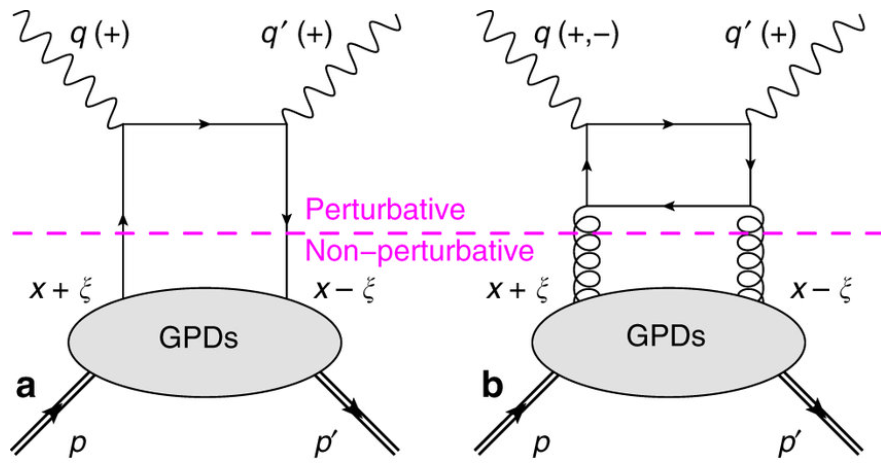 q (+)
q′ (+)
Perturbative
Non–perturbative
x + ξ
x – ξ
GPDs
a
p
p′
q (+,–)
q′ (+)
x + ξ
x – ξ
GPDs
b
p
p′